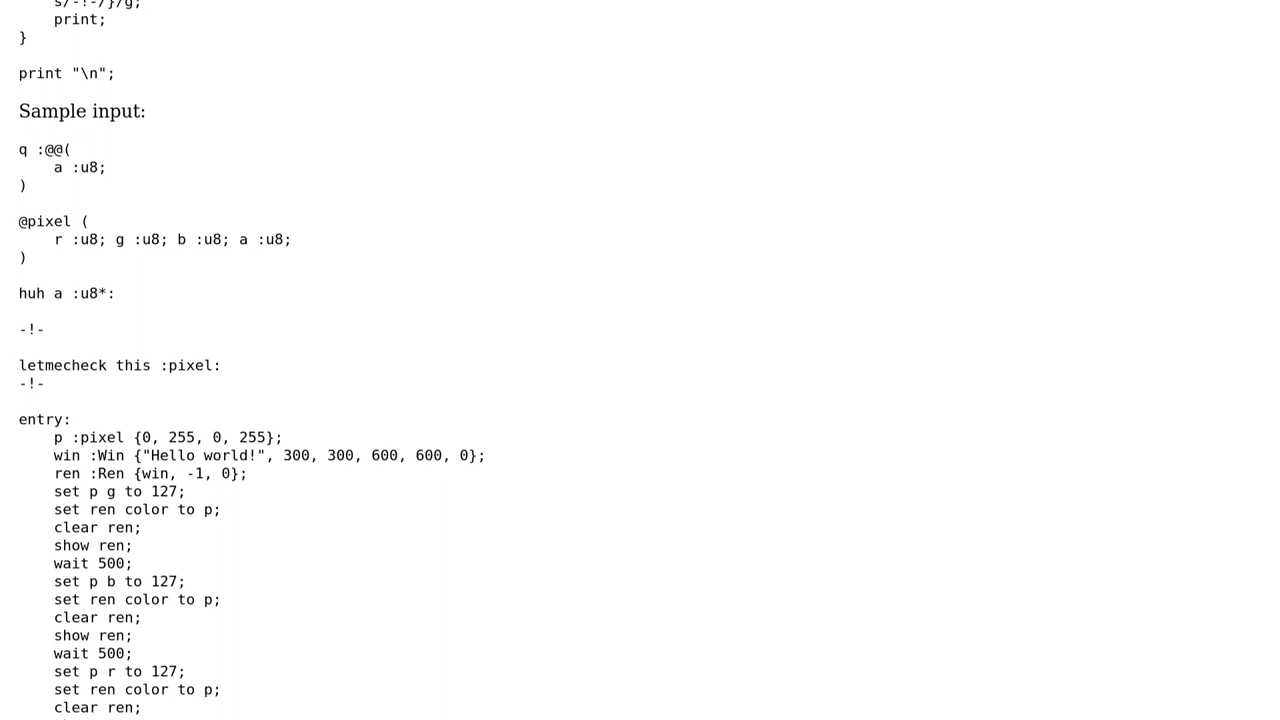 s/-!-/}/g;
    print;
}

print "\n";

Sample input:

q :@@(
    a :u8;
)

@pixel (
    r :u8; g :u8; b :u8; a :u8;
)

huh a :u8*:

-!-

letmecheck this :pixel:
-!-

entry:
    p :pixel {0, 255, 0, 255};
    win :Win {"Hello world!", 300, 300, 600, 600, 0};
    ren :Ren {win, -1, 0};
    set p g to 127;
    set ren color to p;
    clear ren;
    show ren;
    wait 500;
    set p b to 127;
    set ren color to p;
    clear ren;
    show ren;
    wait 500;
    set p r to 127;
    set ren color to p;
    clear ren;